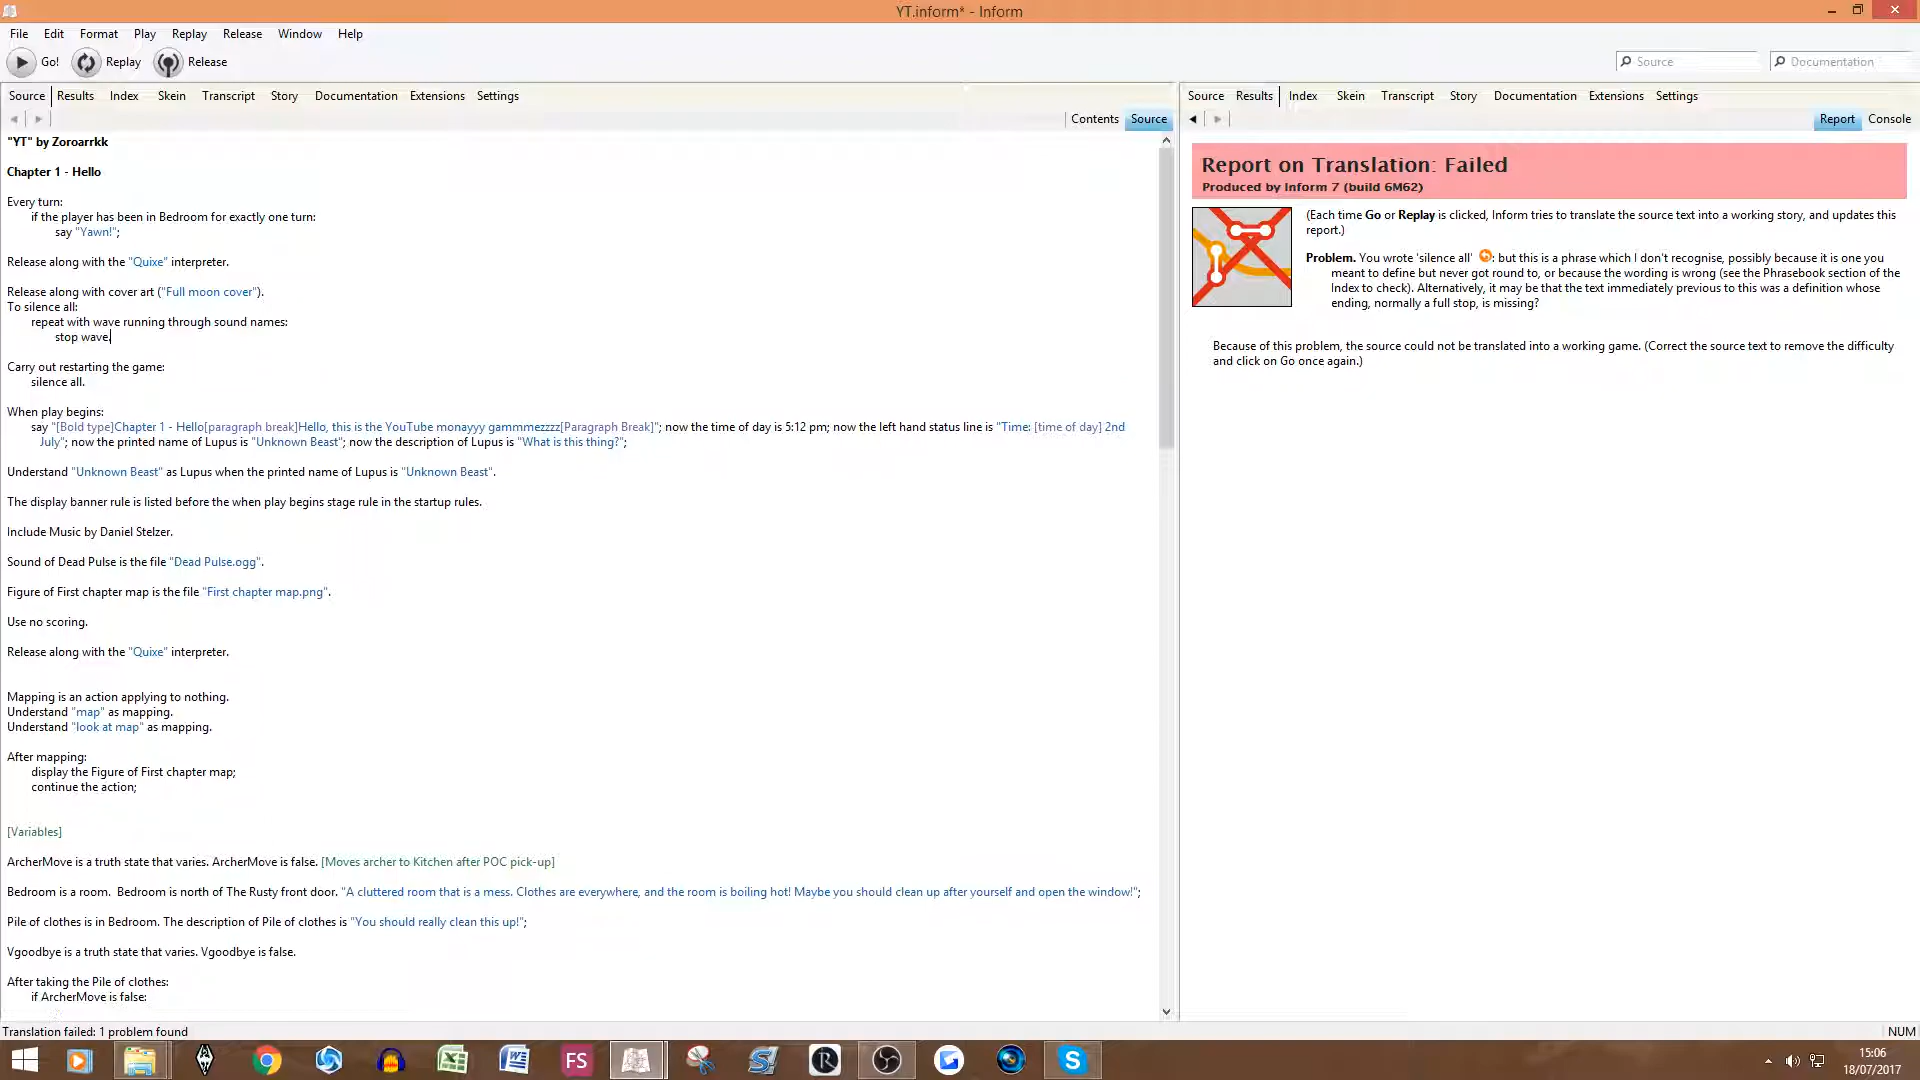 YT.inform* - Inform
File Edit Format Play Replay Release Window Help
Go! Replay Release Source Documentation
Source Results Index Skein Transcript Story Documentation Extensions Settings
Contents Source
"YT" by Zoroarrkk
Chapter 1 - Hello
Every turn:
if the player has been in Bedroom for exactly one turn:
say "Yawn!";
Release along with the "Quixe" interpreter.
Release along with cover art ("Full moon cover").
To silence all:
repeat with wave running through sound names:
stop wave.
Carry out restarting the game:
silence all.
When play begins:
say "[Bold type]Chapter 1 - Hello[paragraph break]Hello, this is the YouTube monayyy gammmezzzz[Paragraph Break]"; now the time of day is 5:12 pm; now the left hand status line is "Time: [time of day] 2nd
July"; now the printed name of Lupus is "Unknown Beast"; now the description of Lupus is "What is this thing?";
Understand "Unknown Beast" as Lupus when the printed name of Lupus is "Unknown Beast".
The display banner rule is listed before the when play begins stage rule in the startup rules.
Include Music by Daniel Stelzer.
Sound of Dead Pulse is the file "Dead Pulse.ogg".
Figure of First chapter map is the file "First chapter map.png".
Use no scoring.
Release along with the "Quixe" interpreter.
Mapping is an action applying to nothing.
Understand "map" as mapping.
Understand "look at map" as mapping.
After mapping:
display the Figure of First chapter map;
continue the action;
[Variables]
ArcherMove is a truth state that varies. ArcherMove is false. [Moves archer to Kitchen after POC pick-up]
Bedroom is a room.  Bedroom is north of The Rusty front door. "A cluttered room that is a mess. Clothes are everywhere, and the room is boiling hot! Maybe you should clean up after yourself and open the window!";
Pile of clothes is in Bedroom. The description of Pile of clothes is "You should really clean this up!";
Vgoodbye is a truth state that varies. Vgoodbye is false.
After taking the Pile of clothes:
if ArcherMove is false:
Source Results Index Skein Transcript Story Documentation Extensions Settings
Report Console
Report on Translation: Failed
Produced by Inform 7 (build 6M62)
(Each time Go or Replay is clicked, Inform tries to translate the source text into a working story, and updates this
report.)
Problem. You wrote 'silence all' : but this is a phrase which I don't recognise, possibly because it is one you
meant to define but never got round to, or because the wording is wrong (see the Phrasebook section of the
Index to check). Alternatively, it may be that the text immediately previous to this was a definition whose
ending, normally a full stop, is missing?
Because of this problem, the source could not be translated into a working game. (Correct the source text to remove the difficulty
and click on Go once again.)
Translation failed: 1 problem found
NUM
FS
15:06
18/07/2017